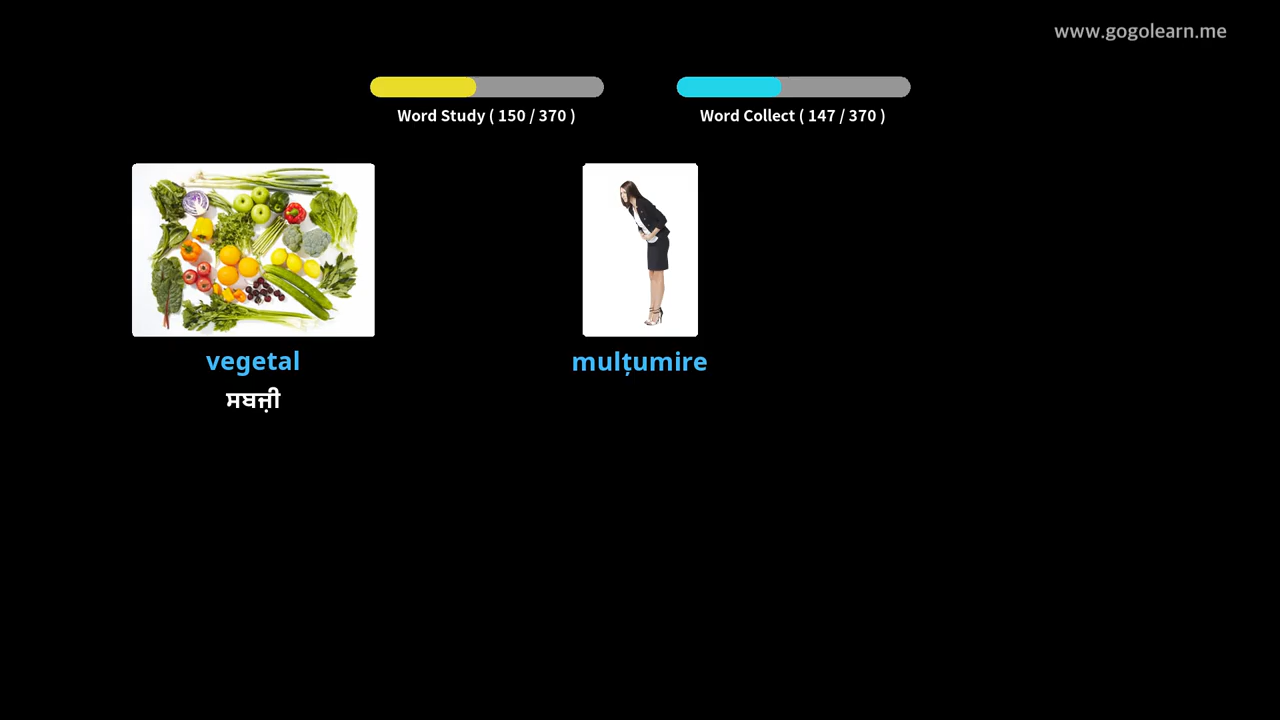 www.gogolearn.me
Word Study ( 150 / 370 )
Word Collect ( 147 / 370 )
vegetal
ਸਬਜ਼ੀ
mulțumire